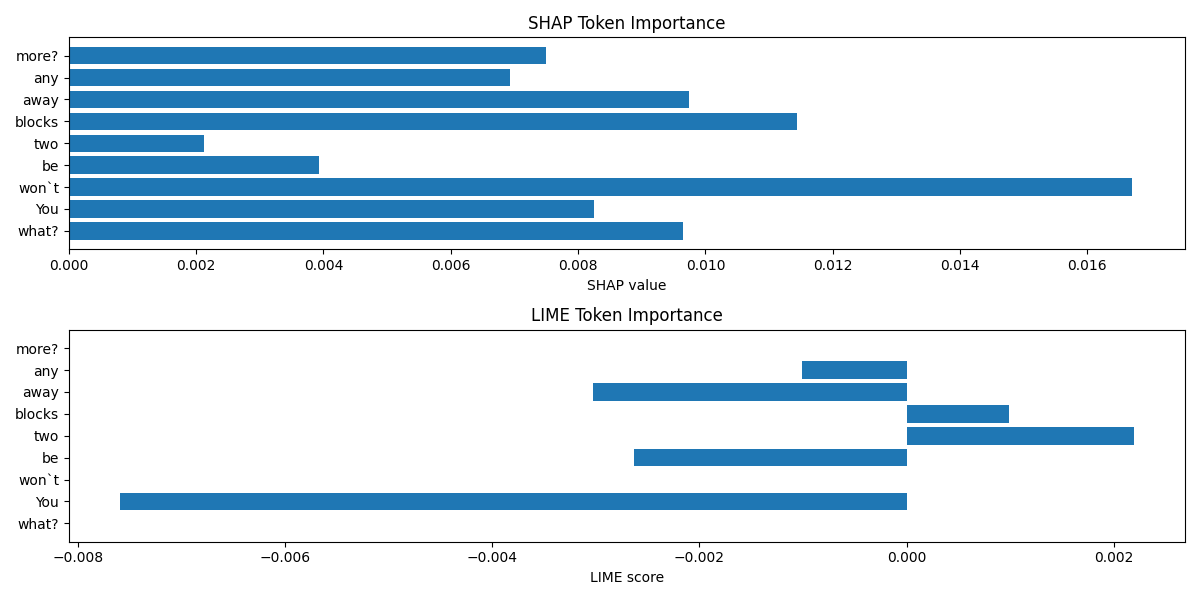 SHAP Token Importance
more?
any
away
blocks
two
be
won`t
You
what?
0.000 0.002 0.004 0.006 0.008 0.010 0.012 0.014 0.016
SHAP value
LIME Token Importance
more?
any
away
blocks
two
be
won`t
You
what?
−0.008 −0.006 −0.004 −0.002 0.000 0.002
LIME score